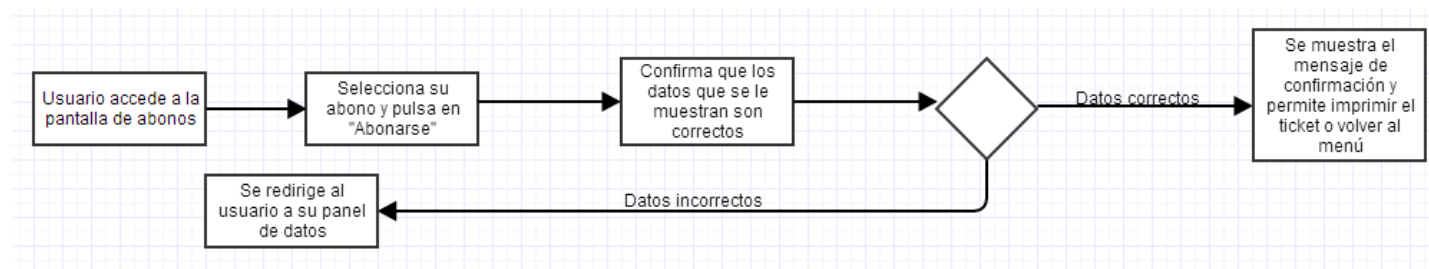 Usuario accede a la
pantalla de abonos
Selecciona su
abono y pulsa en
"Abonarse"
Confirma que los
datos que se le
muestran son
correctos
Datos correctos
Se muestra el
mensaje de
confirmación y
permite imprimir el
ticket o volver al
menú
Se redirige al
usuario a su panel
de datos
Datos incorrectos